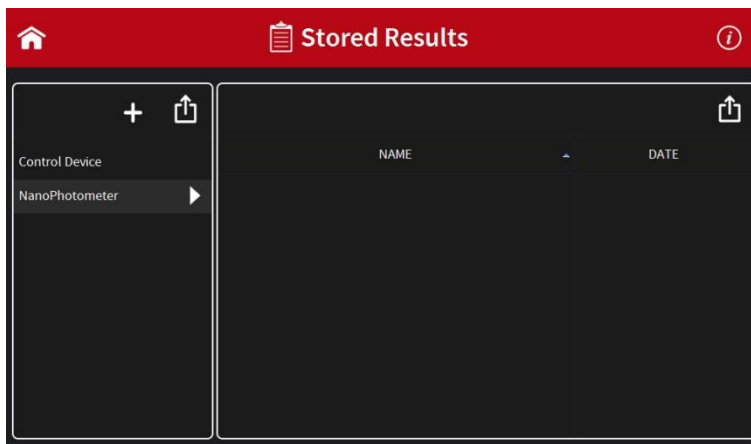 Stored Results
Control Device
NanoPhotometer
NAME DATE